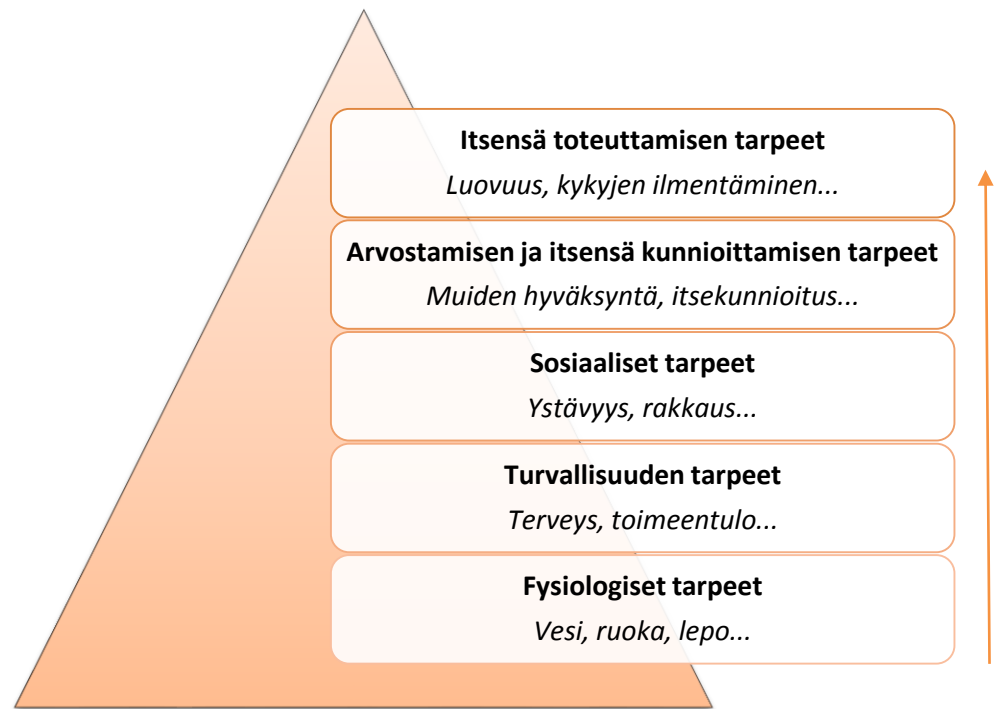 Itsensä toteuttamisen tarpeet
Luovuus, kykyjen ilmentäminen...
Arvostamisen ja itsensä kunnioittamisen tarpeet
Muiden hyväksyntä, itsekunnioitus...
Sosiaaliset tarpeet
Ystävyys, rakkaus...
Turvallisuuden tarpeet
Terveys, toimeentulo...
Fysiologiset tarpeet
Vesi, ruoka, lepo...